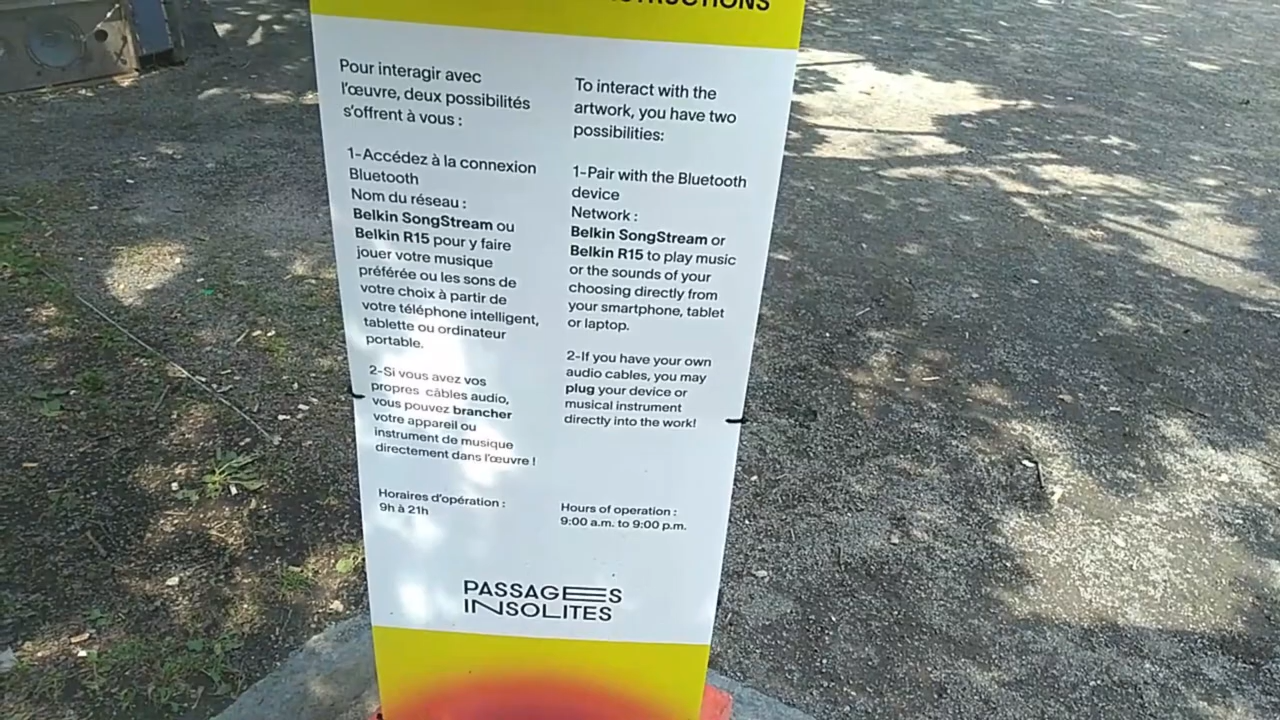 Pour interagir avec
l'œuvre, deux possibilités
s'offrent à vous :
1-Accédez à la connexion
Bluetooth
Nom du réseau :
Belkin SongStream ou
Belkin R15 pour y faire
jouer votre musique
préférée ou les sons de
votre choix à partir de
votre téléphone intelligent,
tablette ou ordinateur
portable.
2-Si vous avez vos
propres câbles audio,
vous pouvez brancher
votre appareil ou
instrument de musique
directement dans l'œuvre !
Horaires d'opération :
9h à 21h
To interact with the
artwork, you have two
possibilities:
1-Pair with the Bluetooth
device
Network :
Belkin SongStream or
Belkin R15 to play music
or the sounds of your
choosing directly from
your smartphone, tablet
or laptop.
2-If you have your own
audio cables, you may
plug your device or
musical instrument
directly into the work!
Hours of operation :
9:00 a.m. to 9:00 p.m.
PASSAGES
INSOLITES